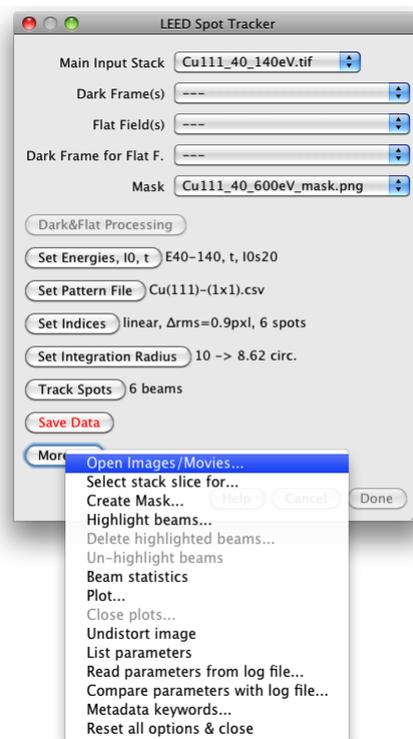 LEED Spot Tracker
Main Input Stack Cu111_40_140eV.tif
Dark Frame(s) ---
Flat Field(s) ---
Dark Frame for Flat F. ---
Mask Cu111_40_600eV_mask.png
Dark&Flat Processing
Set Energies, I0, t E40-140, t, I0s20
Set Pattern File Cu(111)-(1x1).csv
Set Indices linear, Δrms=0.9pxl, 6 spots
Set Integration Radius 10 -> 8.62 circ.
Track Spots 6 beams
Save Data
Open Images/Movies...
Select stack slice for...
Create Mask...
Help Cancel Done
Highlight beams...
Delete highlighted beams...
Un-highlight beams
Beam statistics
Plot...
Close plots...
Undistort image
List parameters
Read parameters from log file...
Compare parameters with log file...
Metadata keywords...
Reset all options & close